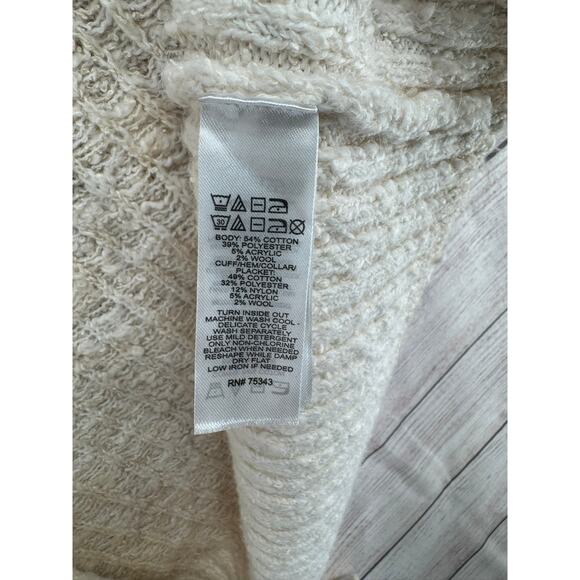 30
BODY: 54% COTTON
39% POLYESTER
5% ACRYLIC
2% WOOL
CUFF/HEM/COLLAR/
PLACKET:
49% COTTON
32% POLYESTER
12% NYLON
5% ACRYLIC
2% WOOL
TURN INSIDE OUT
MACHINE WASH COOL -
DELICATE CYCLE
WASH SEPARATELY
USE MILD DETERGENT
ONLY NON-CHLORINE
BLEACH WHEN NEEDED
RESHAPE WHILE DAMP
DRY FLAT
LOW IRON IF NEEDED
RN# 75343